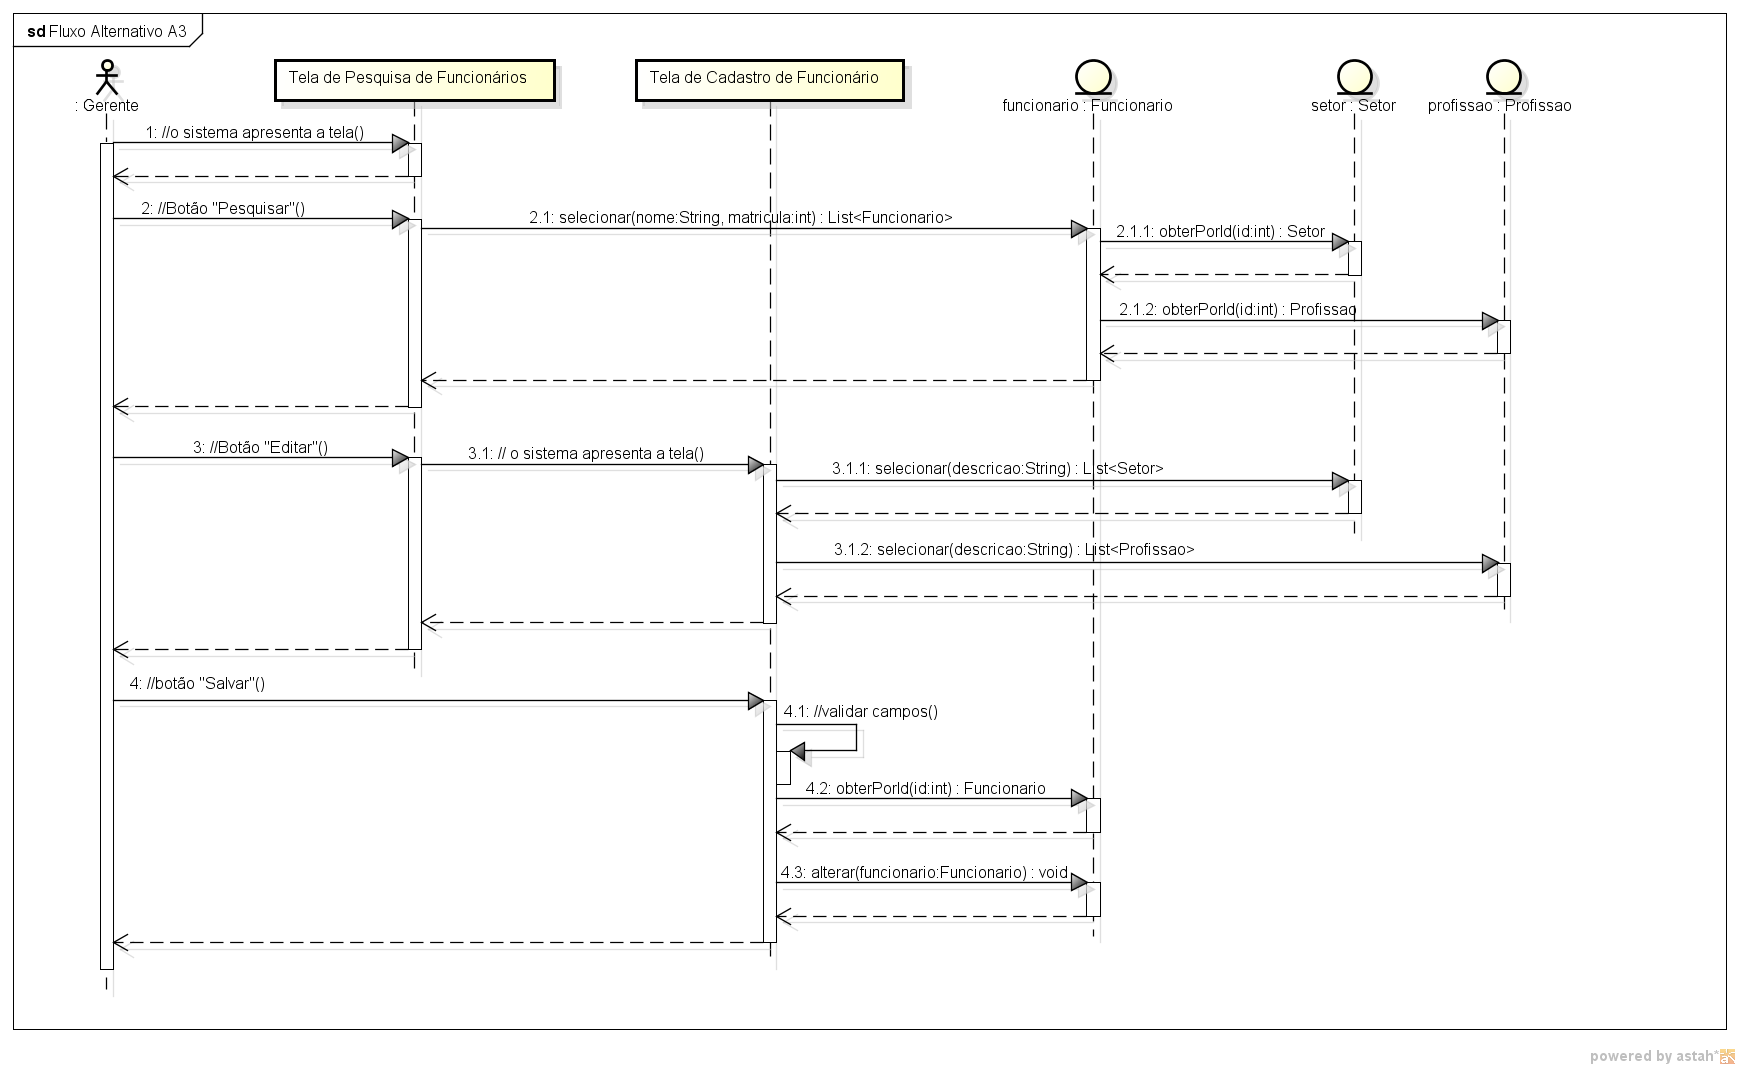 sd Fluxo Alternativo A3
: Gerente
Tela de Pesquisa de Funcionários
Tela de Cadastro de Funcionário
funcionario : Funcionario
setor : Setor
profissao : Profissao
1: //o sistema apresenta a tela()
2: //Botão "Pesquisar"()
2.1: selecionar(nome:String, matricula:int) : List<Funcionario>
2.1.1: obterPorId(id:int) : Setor
2.1.2: obterPorId(id:int) : Profissao
3: //Botão "Editar"()
3.1: // o sistema apresenta a tela()
3.1.1: selecionar(descricao:String) : List<Setor>
3.1.2: selecionar(descricao:String) : List<Profissao>
4: //botão "Salvar"()
4.1: //validar campos()
4.2: obterPorId(id:int) : Funcionario
4.3: alterar(funcionario:Funcionario) : void
powered by astah*